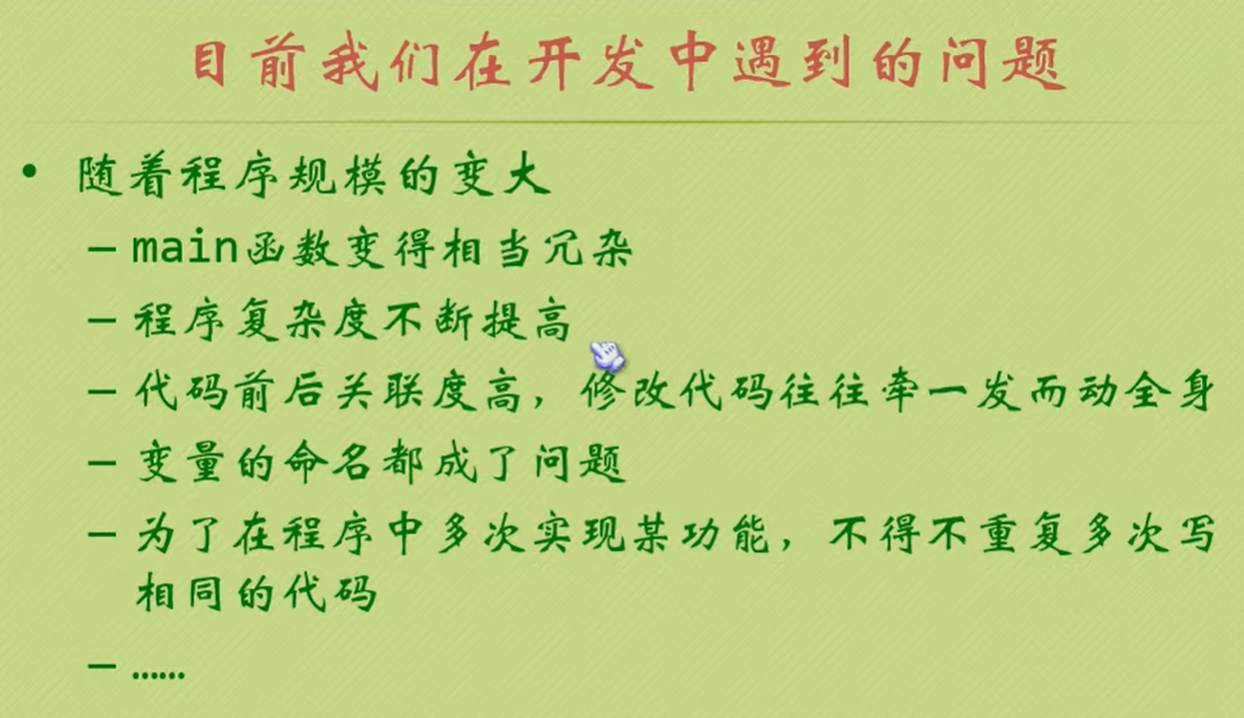 目前我们在开发中遇到的问题
• 随着程序规模的变大
– main函数变得相当冗杂
– 程序复杂度不断提高
– 代码前后关联度高，修改代码往往牵一发而动全身
– 变量的命名都成了问题
– 为了在程序中多次实现某功能，不得不重复多次写
相同的代码
– ……